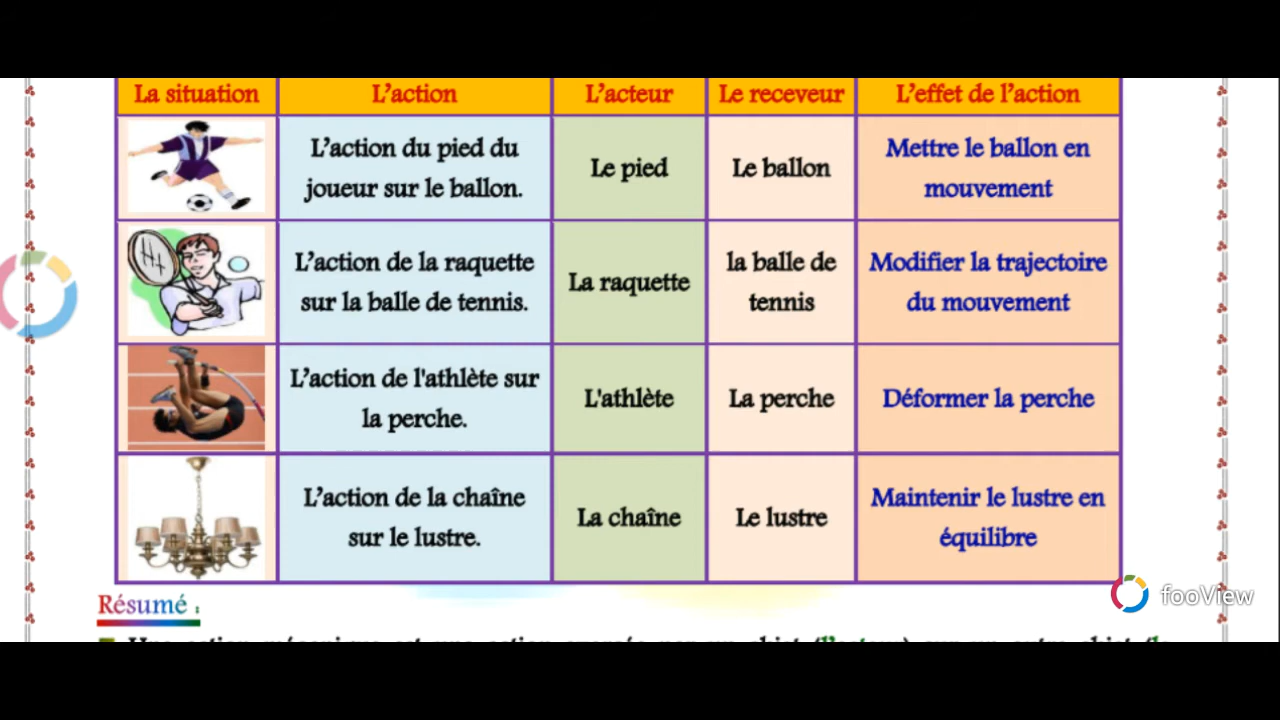 La situation L'action L'acteur Le receveur L'effet de l'action
L'action du pied du
joueur sur le ballon.
Le pied
Le ballon
Mettre le ballon en
mouvement
L'action de la raquette
sur la balle de tennis.
La raquette
la balle de
tennis
Modifier la trajectoire
du mouvement
L'action de l'athlète sur
la perche.
L'athlète
La perche
Déformer la perche
L'action de la chaîne
sur le lustre.
La chaîne
Le lustre
Maintenir le lustre en
équilibre
fooView
Résumé :